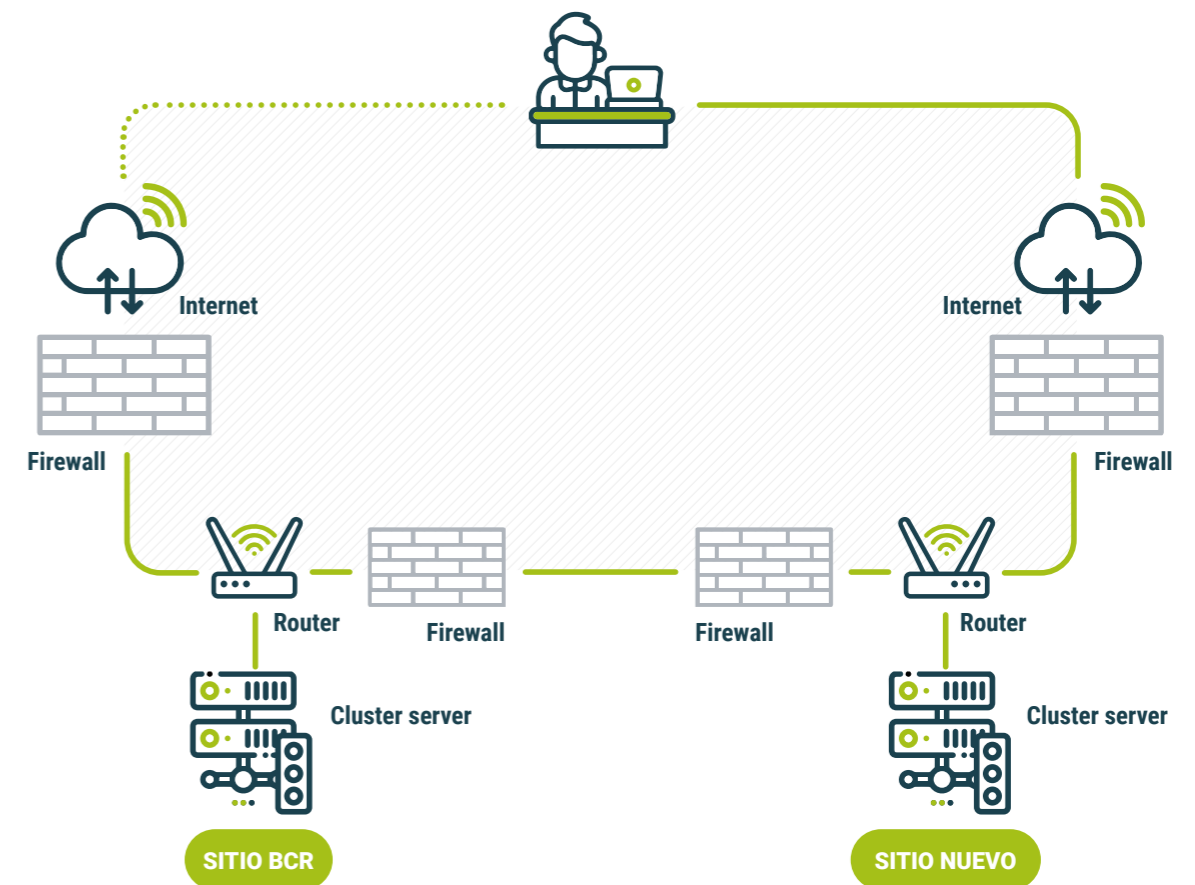 Internet
Internet
Firewall
Firewall
Router
Firewall
Firewall
Router
Cluster server
Cluster server
SITIO BCR
SITIO NUEVO